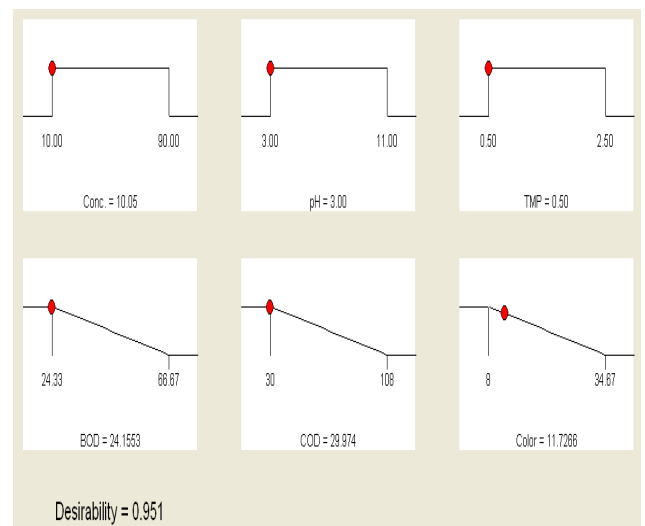 10.00 90.00
Conc. = 10.05
3.00 11.00
pH = 3.00
0.50 2.50
TMP = 0.50
24.33 66.67
BOD = 24.1553
30 108
COD = 29.974
8 34.67
Color = 11.7266
Desirability = 0.951